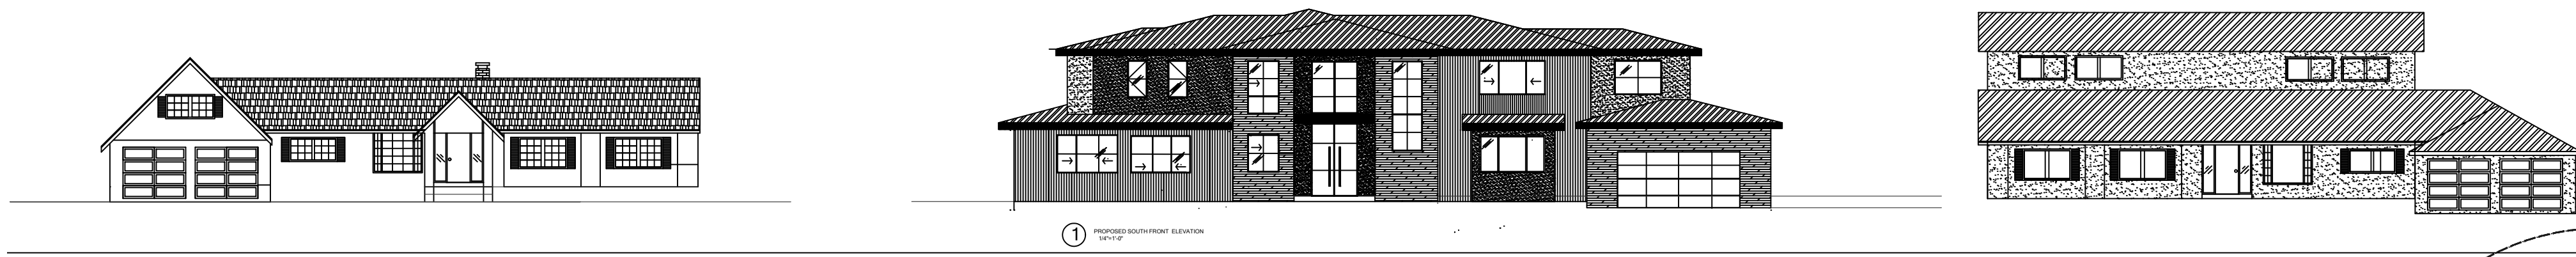 1
PROPOSED SOUTH FRONT ELEVATION
1/4"=1'-0"